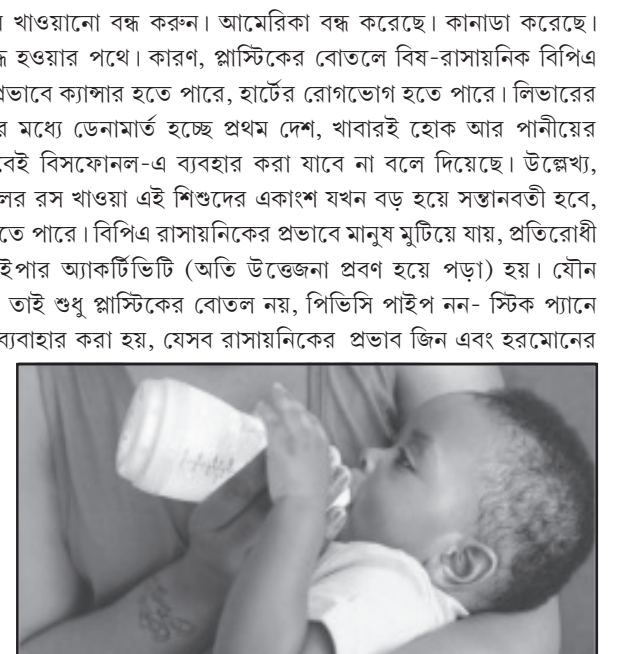 খাওয়ানো বন্ধ করুন। আমেরিকা বন্ধ করেছে। কানাডা করেছে।
হওয়ার পথে। কারণ, প্লাস্টিকের বোতলে বিষ-রাসায়নিক বিপিএ
প্রভাবে ক্যান্সার হতে পারে, হার্টের রোগভোগ হতে পারে। লিভারের
মধ্যে ডেনামার্ত হচ্ছে প্রথম দেশ, খাবারই হোক আর পানীয়ের
বিসফোনল-এ ব্যবহার করা যাবে না বলে দিয়েছে। উল্লেখ্য,
রস খাওয়া এই শিশুদের একাংশ যখন বড় হয়ে সন্তানবতী হবে,
পারে। বিপিএ রাসায়নিকের প্রভাবে মানুষ মুটিয়ে যায়, প্রতিরোধী
অ্যাকর্টিভিটি (অতি উত্তেজনা প্রবণ হয়ে পড়া) হয়। যৌন
তাই শুধু প্লাস্টিকের বোতল নয়, পিভিসি পাইপ নন- স্টিক প্যানে
ব্যবাহার করা হয়, যেসব রাসায়নিকের প্রভাব জিন এবং হরমোনের